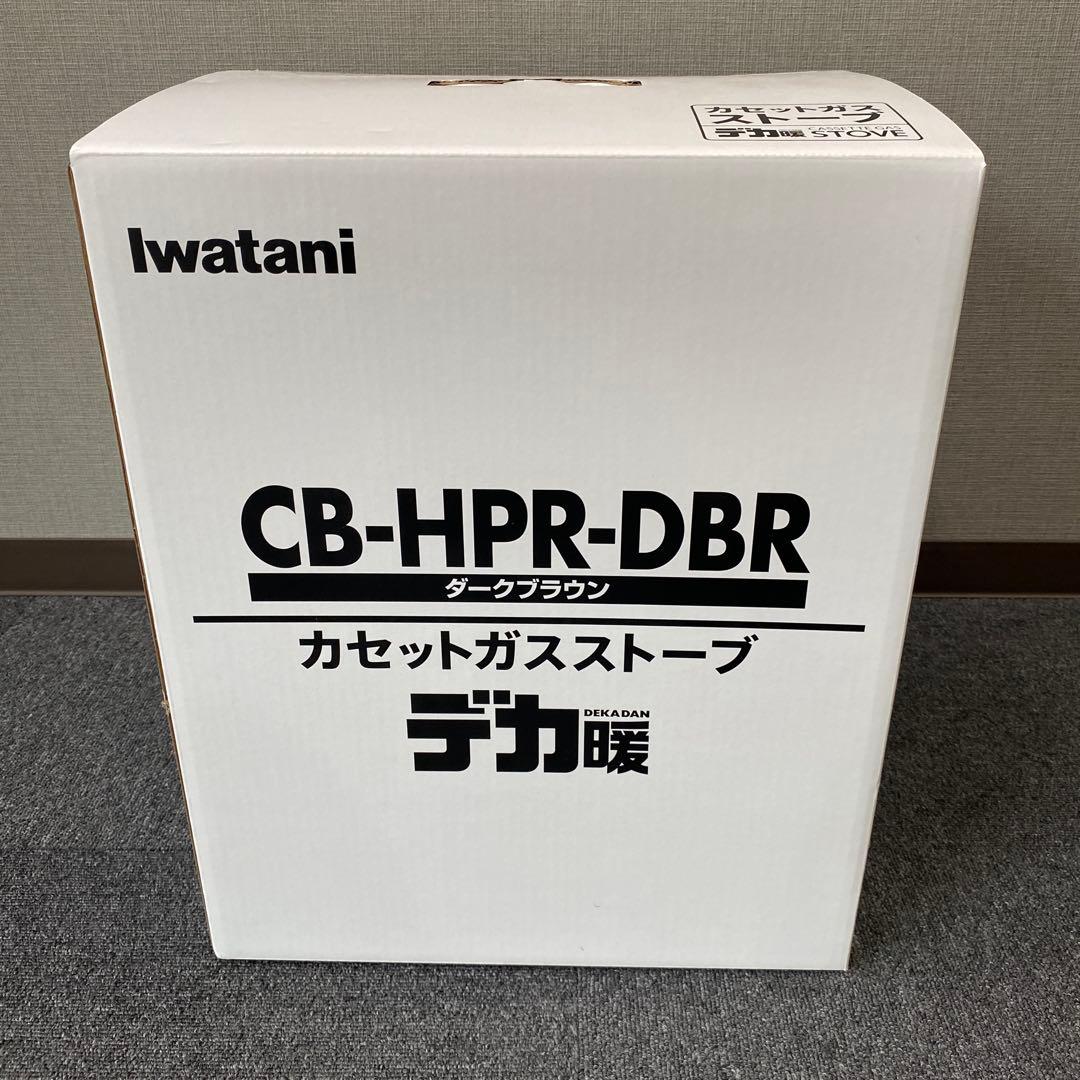 カセットガス
ストーブ
デカ暖 CASSETTE GAS STOVE
Iwatani
CB-HPR-DBR
ダークブラウン
カセットガスストーブ
デカ暖 DEKADAN